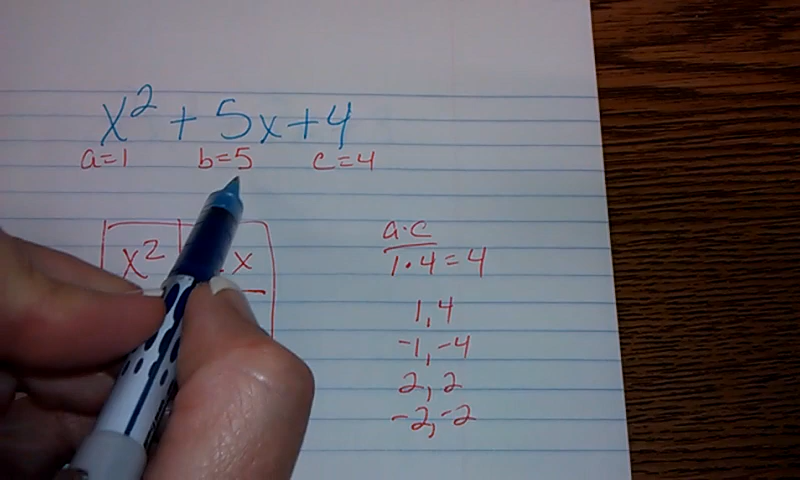 x² + 5x + 4
a=1 b=5 c=4
a·c
1·4=4
x² x
1,4
-1,-4
2,2
-2,-2